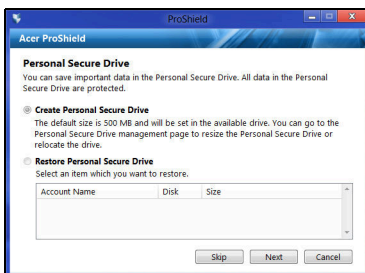 ProShield
Acer ProShield
Personal Secure Drive
You can save important data in the Personal Secure Drive. All data in the Personal
Secure Drive are protected.
Create Personal Secure Drive
The default size is 500 MB and will be set in the available drive. You can go to the
Personal Secure Drive management page to resize the Personal Secure Drive or
relocate the drive.
Restore Personal Secure Drive
Select an item which you want to restore.
Account Name Disk Size
Skip Next Cancel